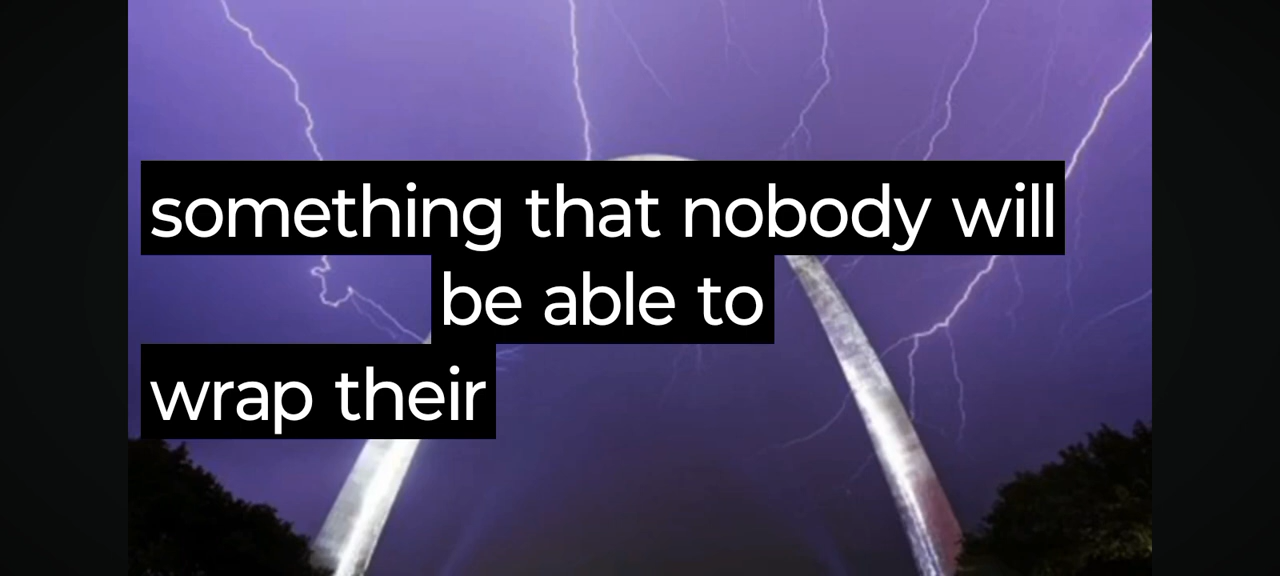 something that nobody will
be able to
wrap their